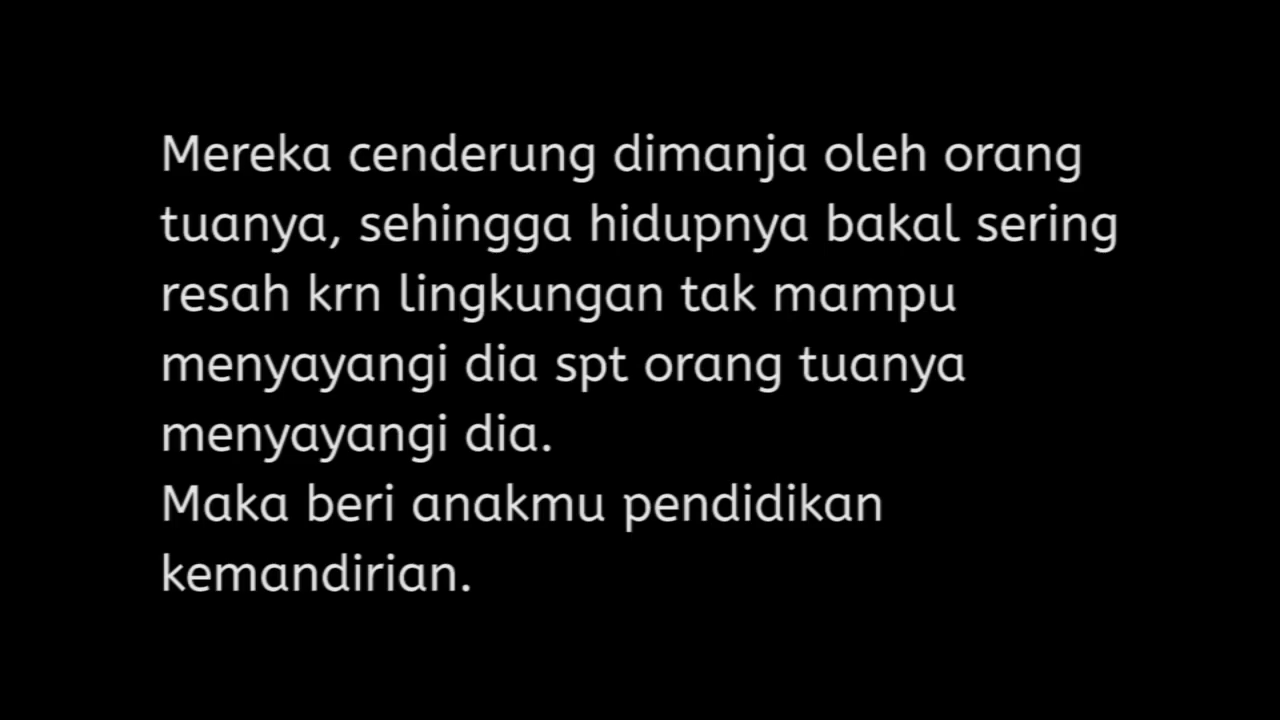 Mereka cenderung dimanja oleh orang
tuanya, sehingga hidupnya bakal sering
resah krn lingkungan tak mampu
menyayangi dia spt orang tuanya
menyayangi dia.
Maka beri anakmu pendidikan
kemandirian.